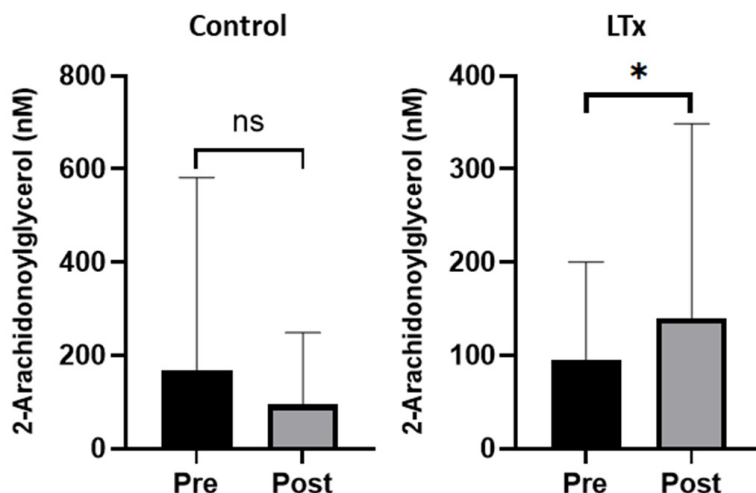 Control
2-Arachidonoylglycerol (nM)
800
600
400
200
0
ns
Pre Post
LTx
2-Arachidonoylglycerol (nM)
400
300
200
100
0
*
Pre Post